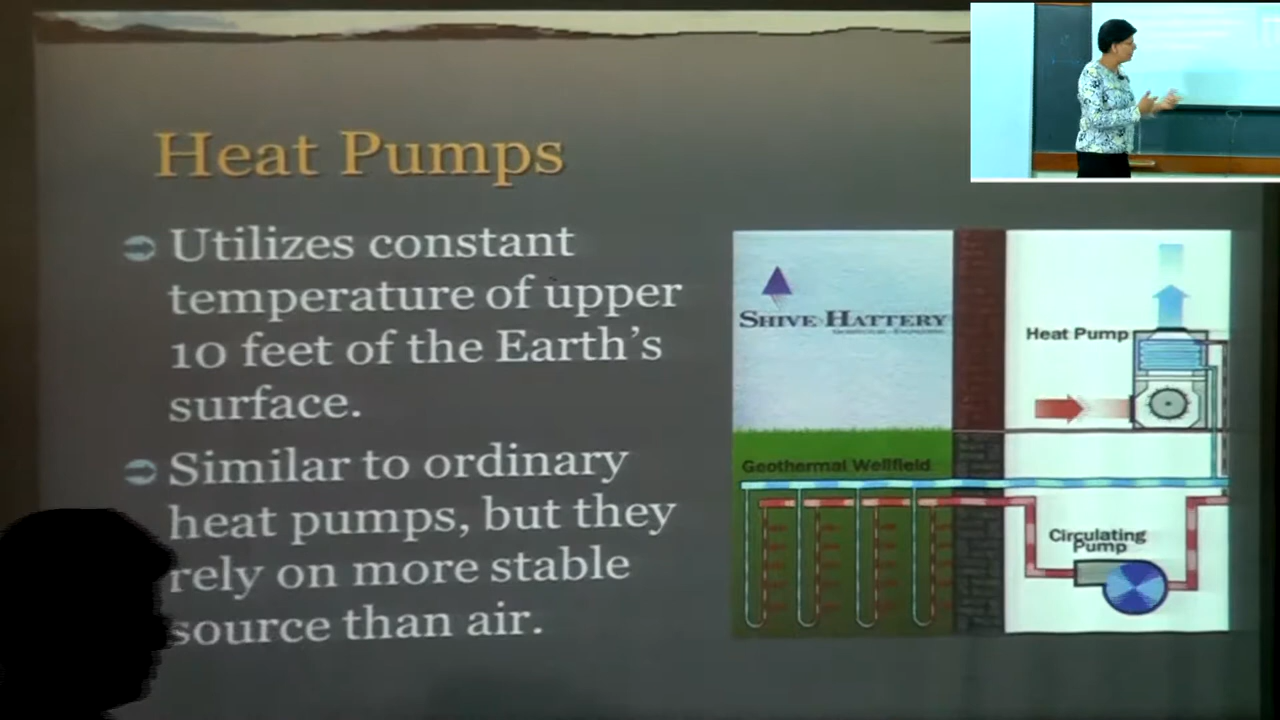 Heat Pumps
Utilizes constant
temperature of upper
10 feet of the Earth's
surface.
Similar to ordinary
heat pumps, but they
rely on more stable
source than air.
SHIVE HATTERY
Heat Pump
Geothermal Wellfield
Circulating
Pump